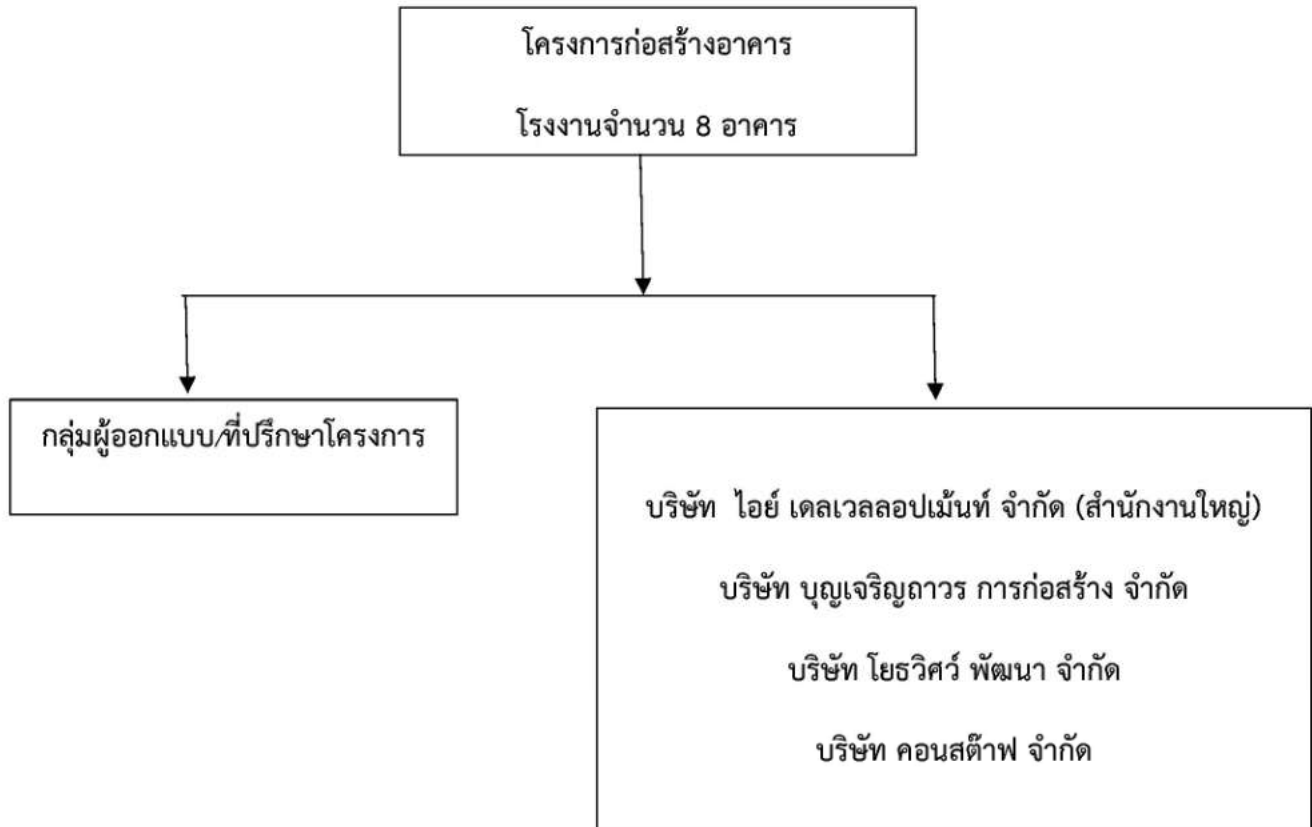 โครงการก่อสร้างอาคาร
โรงงานจำนวน 8 อาคาร
กลุ่มผู้ออกแบบ/ที่ปรึกษาโครงการ
บริษัท ไอย์ เดลเวลลอปเม้นท์ จำกัด (สำนักงานใหญ่)
บริษัท บุญเจริญถาวร การก่อสร้าง จำกัด
บริษัท โยธวิศว์ พัฒนา จำกัด
บริษัท คอนสต๊าฟ จำกัด